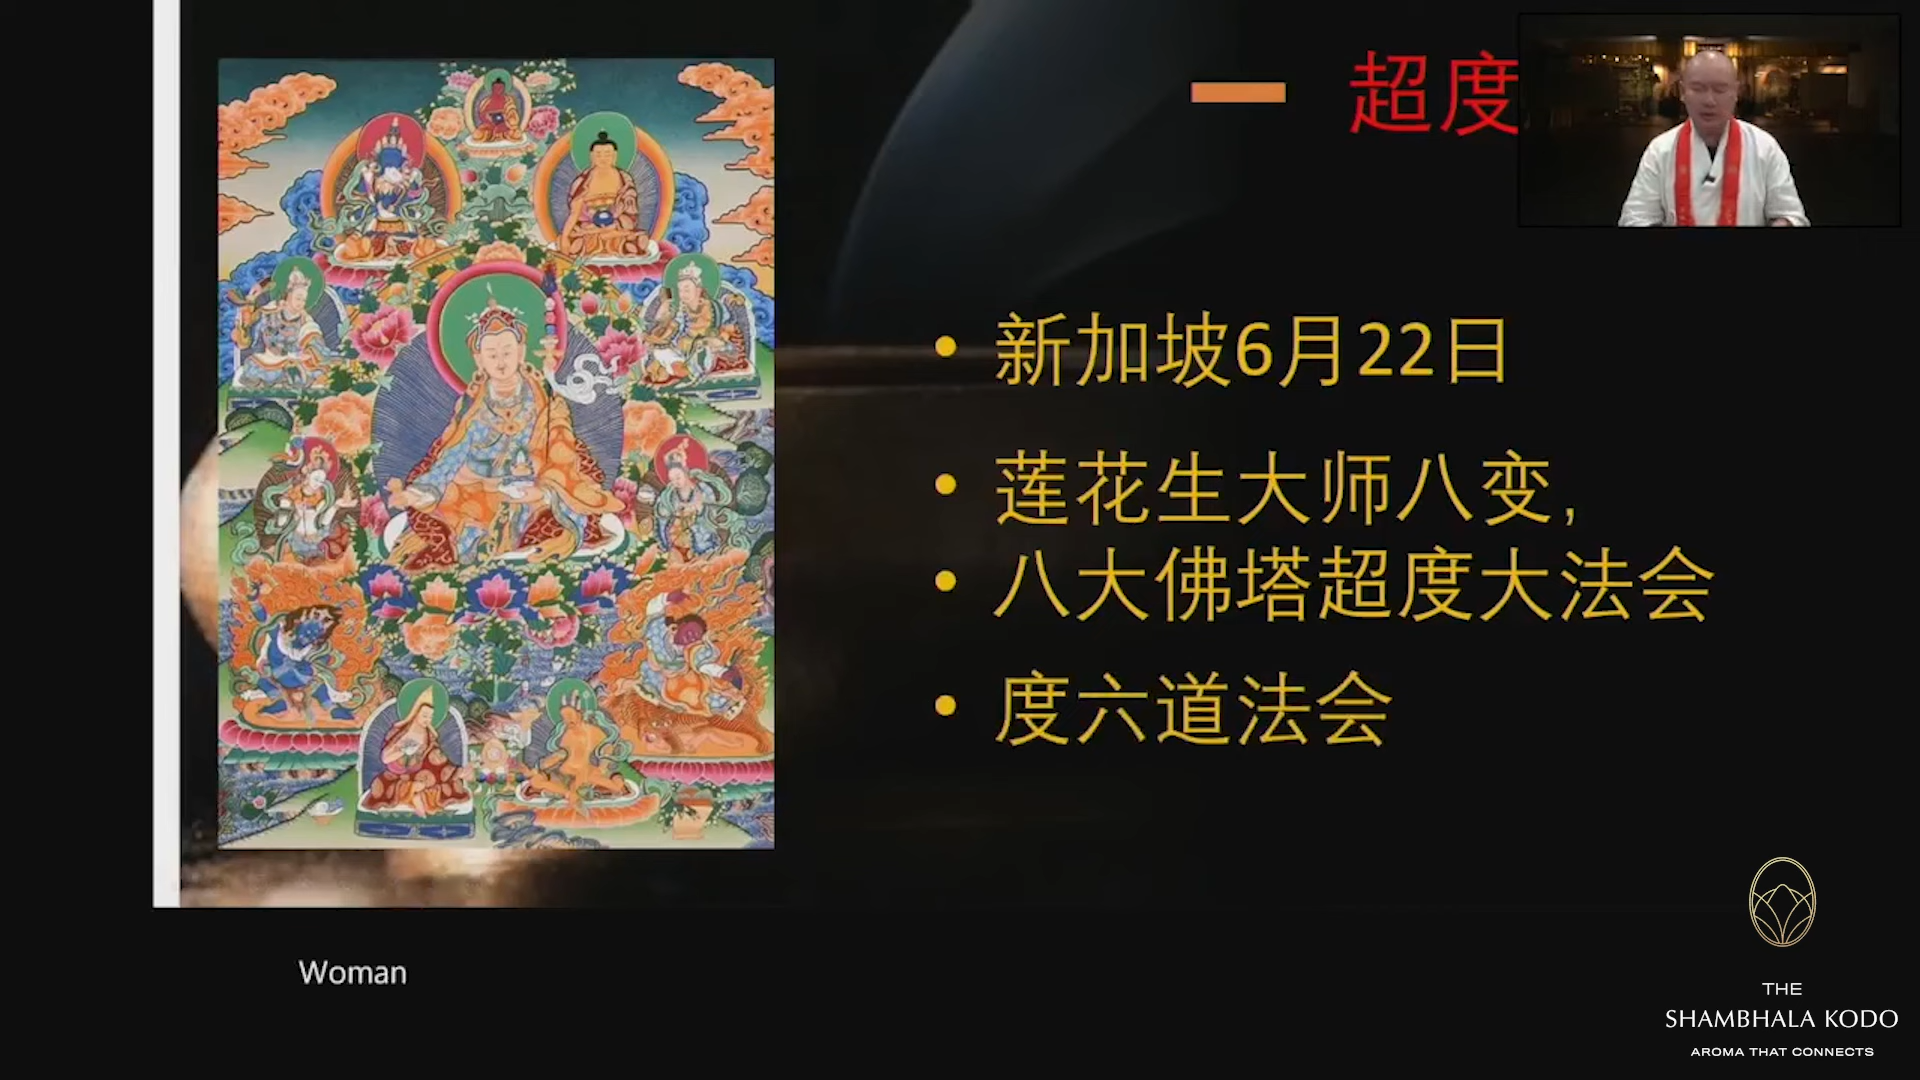 超度
新加坡6月22日
莲花生大师八变,
八大佛塔超度大法会
度六道法会
Woman
THE
SHAMBHALA KODO
AROMA THAT CONNECTS